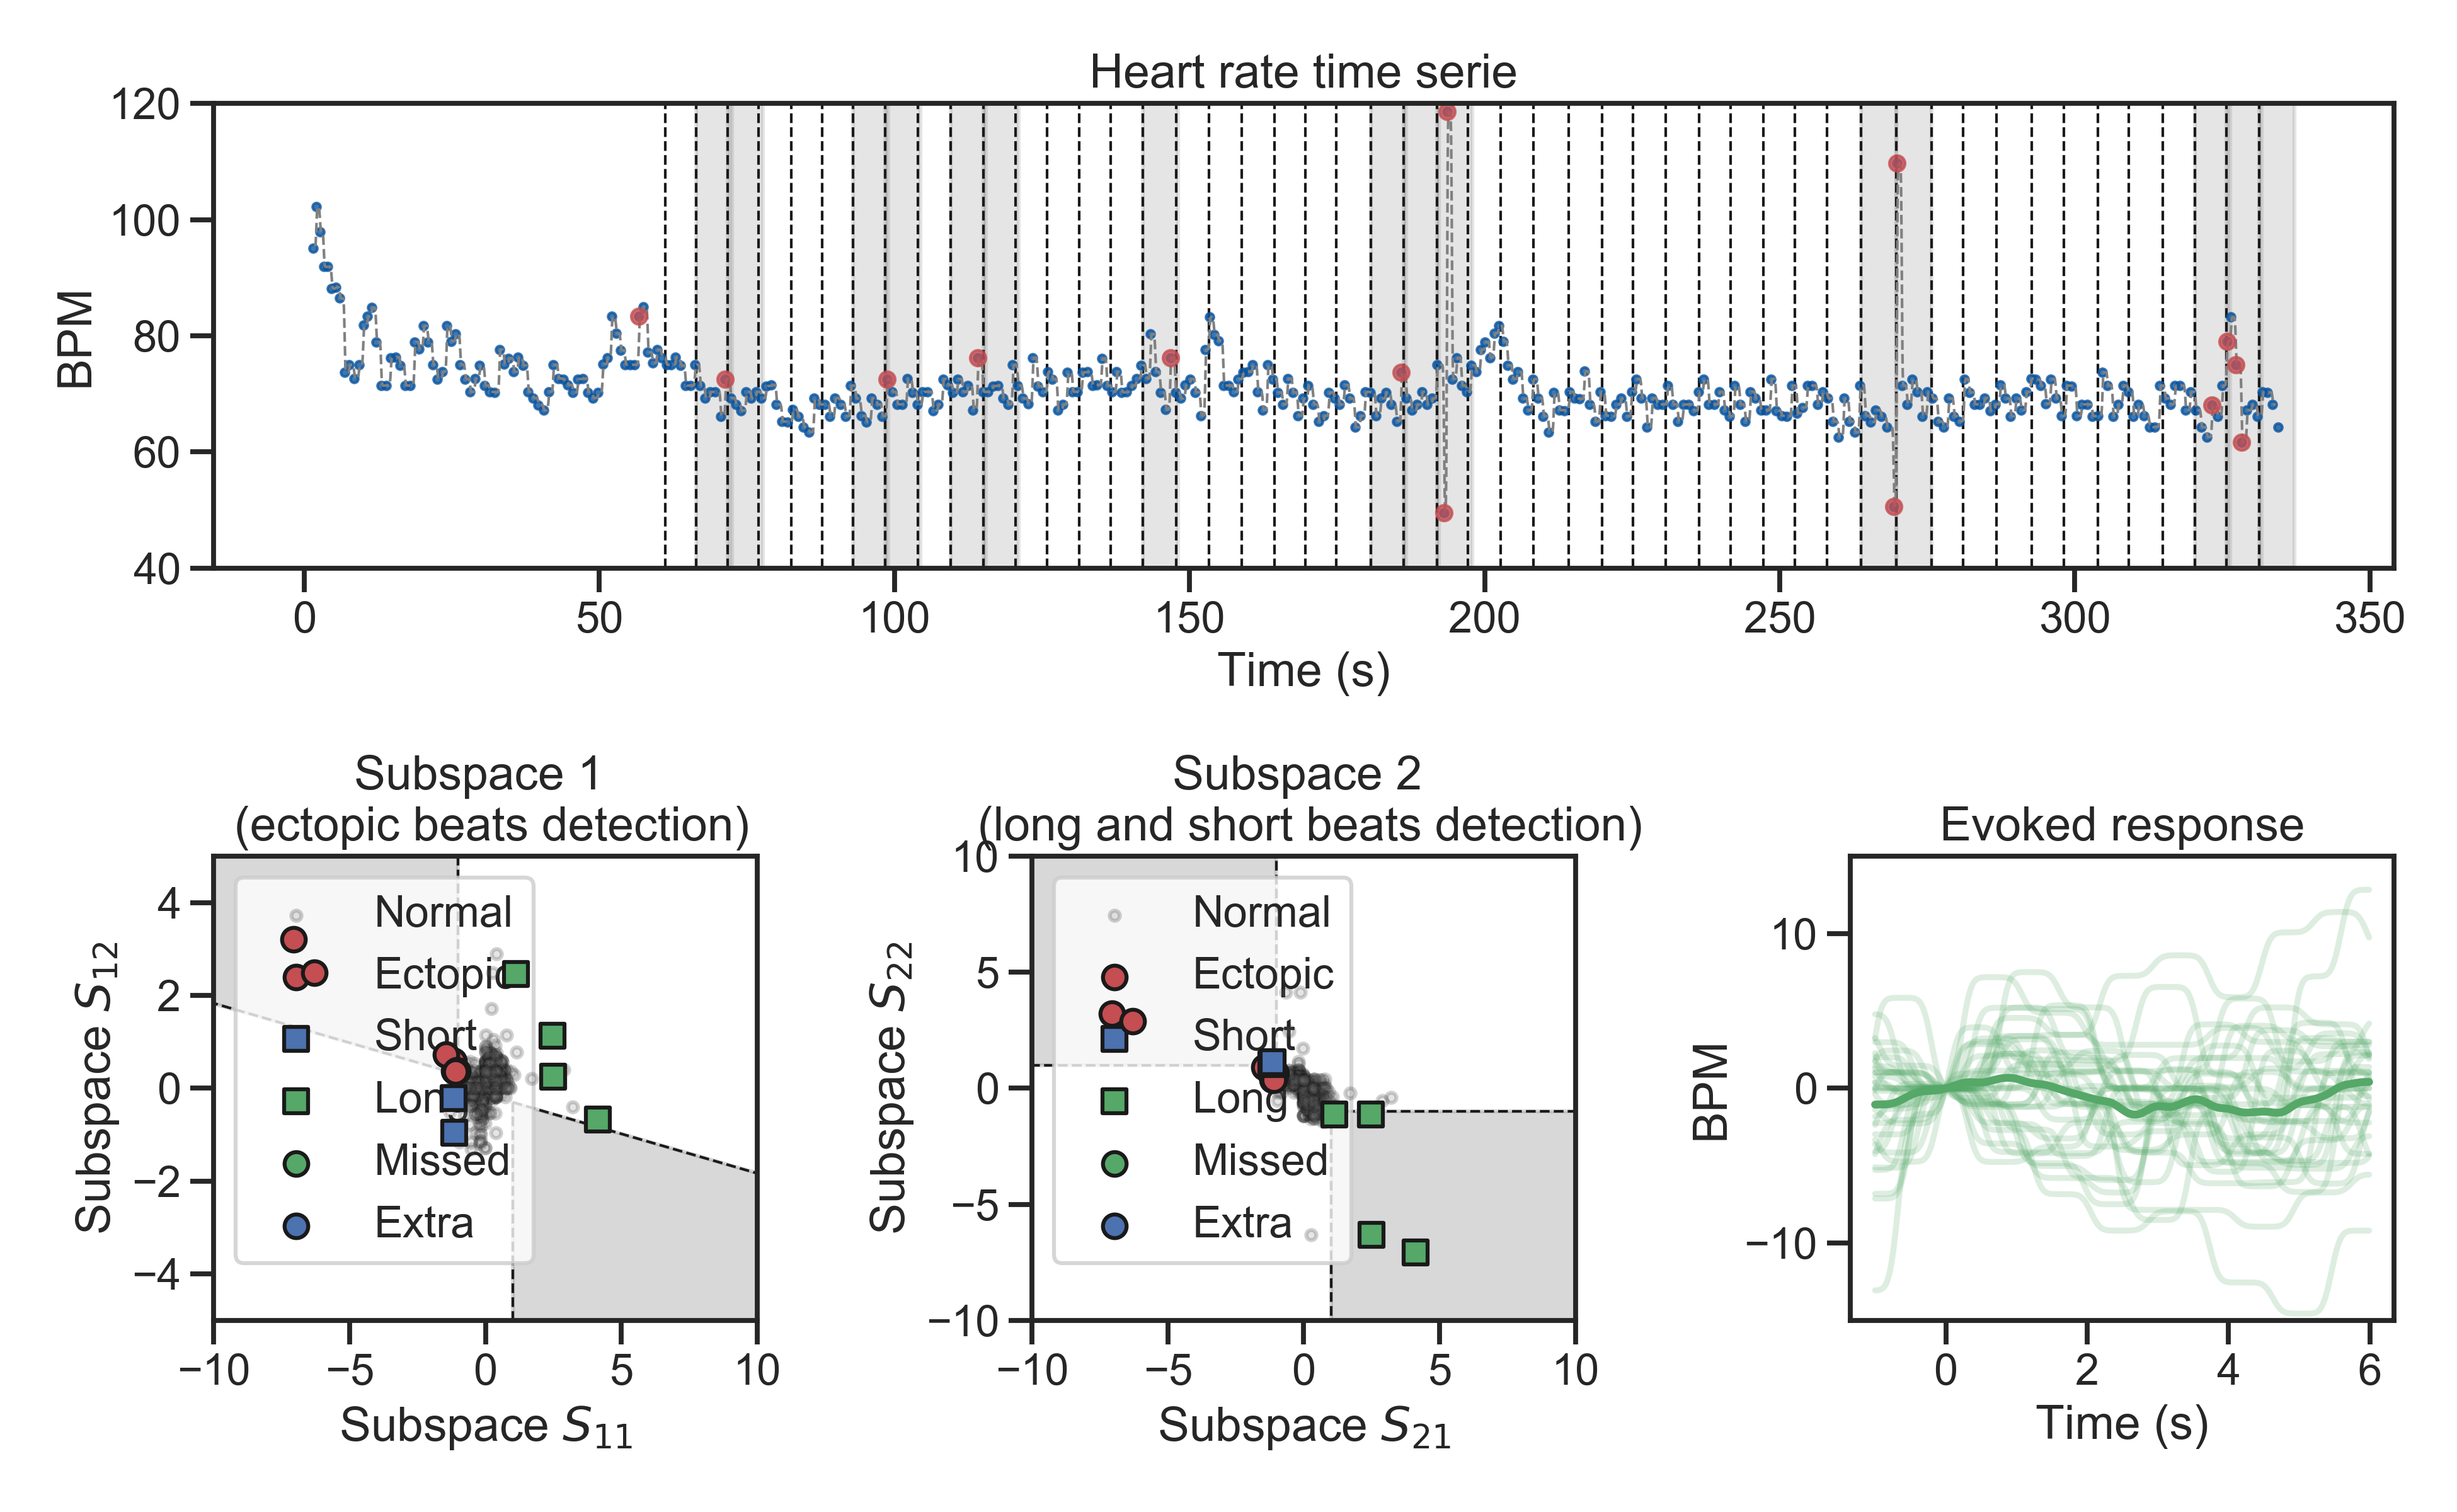 Heart rate time serie
120
100
80
60
40
BPM
0 50 100 150 200 250 300 350
Time (s)
Subspace 1
(ectopic beats detection)
4
2
0
−2
−4
Subspace S12
Normal
Ectopic
Short
Long
Missed
Extra
−10 −5 0 5 10
Subspace S11
Subspace 2
(long and short beats detection)
10
5
0
−5
−10
Subspace S22
Normal
Ectopic
Short
Long
Missed
Extra
−10 −5 0 5 10
Subspace S21
Evoked response
10
0
−10
BPM
0 2 4 6
Time (s)